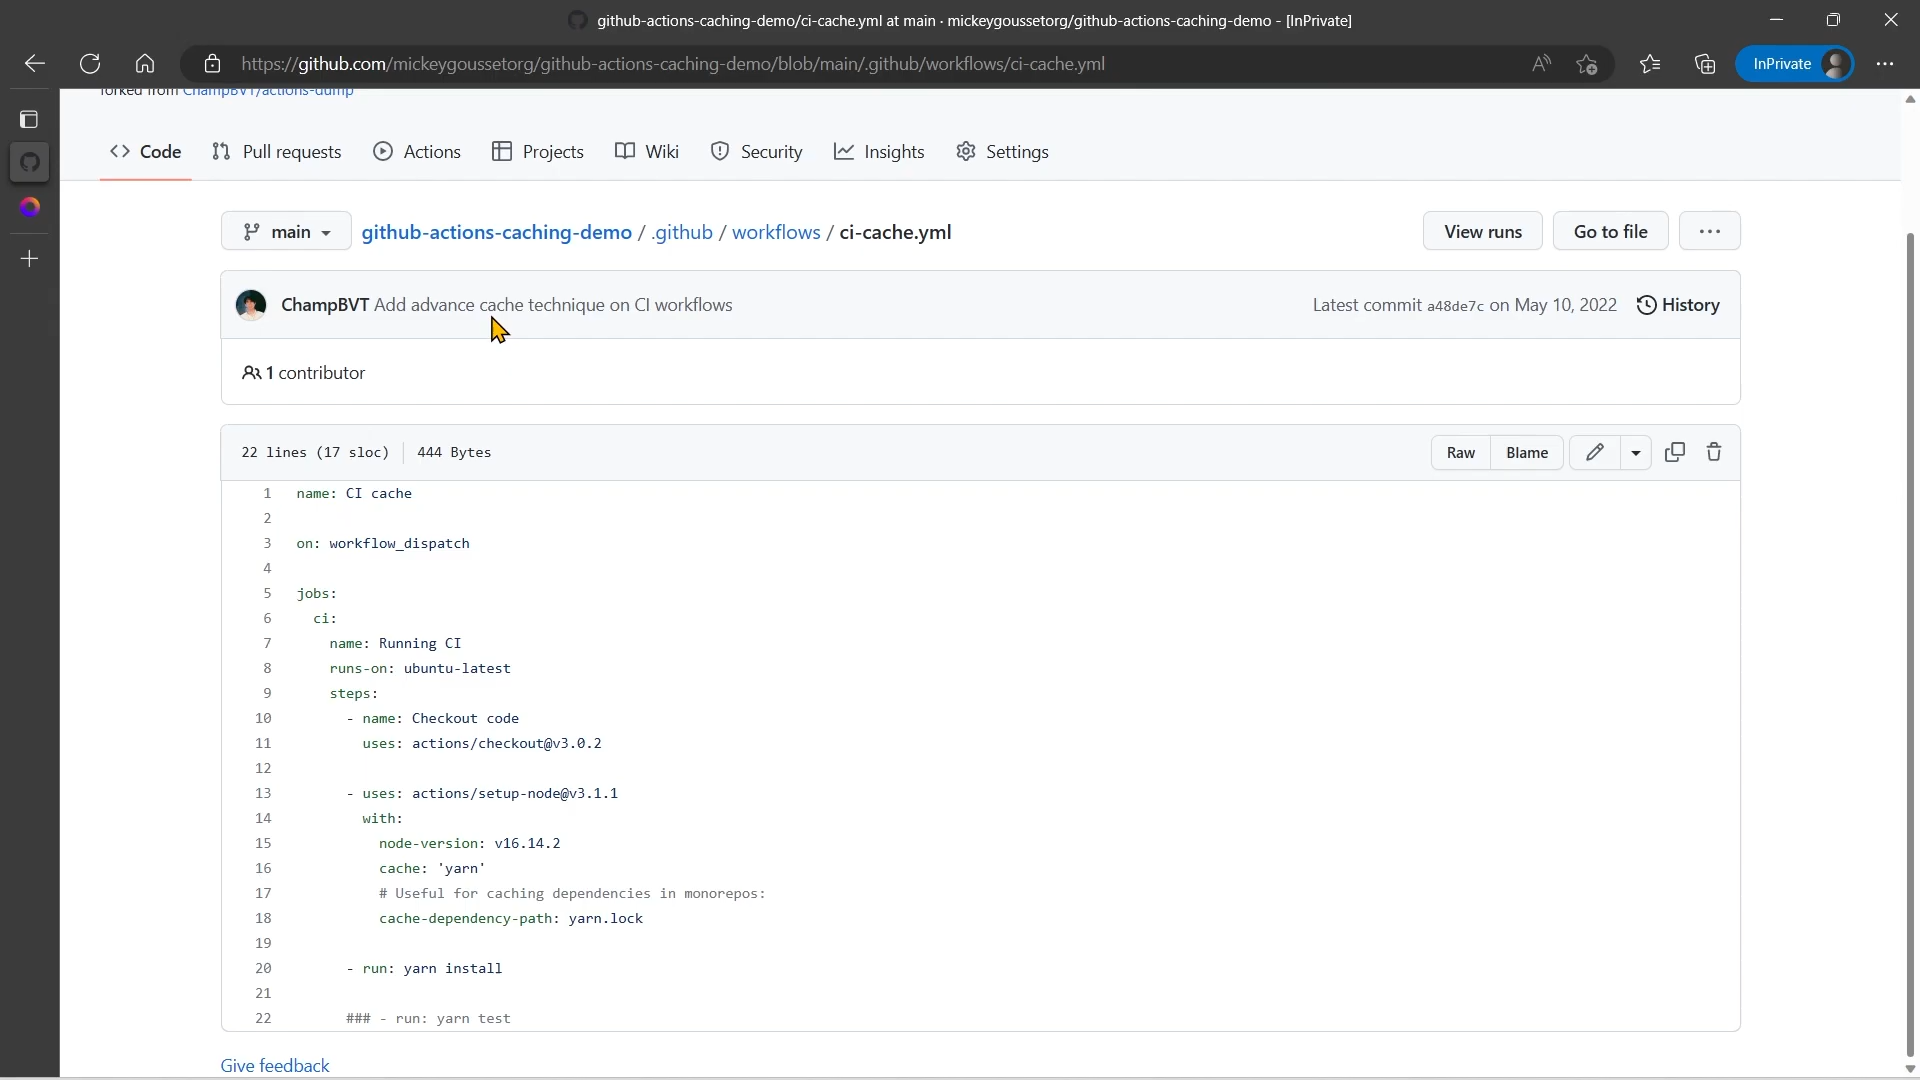 github-actions-caching-demo/ci-cache.yml at main · mickeygoussetorg/github-actions-caching-demo - [InPrivate]
https://github.com/mickeygoussetorg/github-actions-caching-demo/blob/main/.github/workflows/ci-cache.yml
InPrivate
forked from ChampBVT/actions-dump
Code Pull requests Actions Projects Wiki Security Insights Settings
main github-actions-caching-demo / .github / workflows / ci-cache.yml View runs Go to file ...
ChampBVT Add advance cache technique on CI workflows Latest commit a48de7c on May 10, 2022 History
1 contributor
22 lines (17 sloc) 444 Bytes Raw Blame
1 name: CI cache
2
3 on: workflow_dispatch
4
5 jobs:
6 ci:
7 name: Running CI
8 runs-on: ubuntu-latest
9 steps:
10 - name: Checkout code
11 uses: actions/checkout@v3.0.2
12
13 - uses: actions/setup-node@v3.1.1
14 with:
15 node-version: v16.14.2
16 cache: 'yarn'
17 # Useful for caching dependencies in monorepos:
18 cache-dependency-path: yarn.lock
19
20 - run: yarn install
21
22 ### - run: yarn test
Give feedback